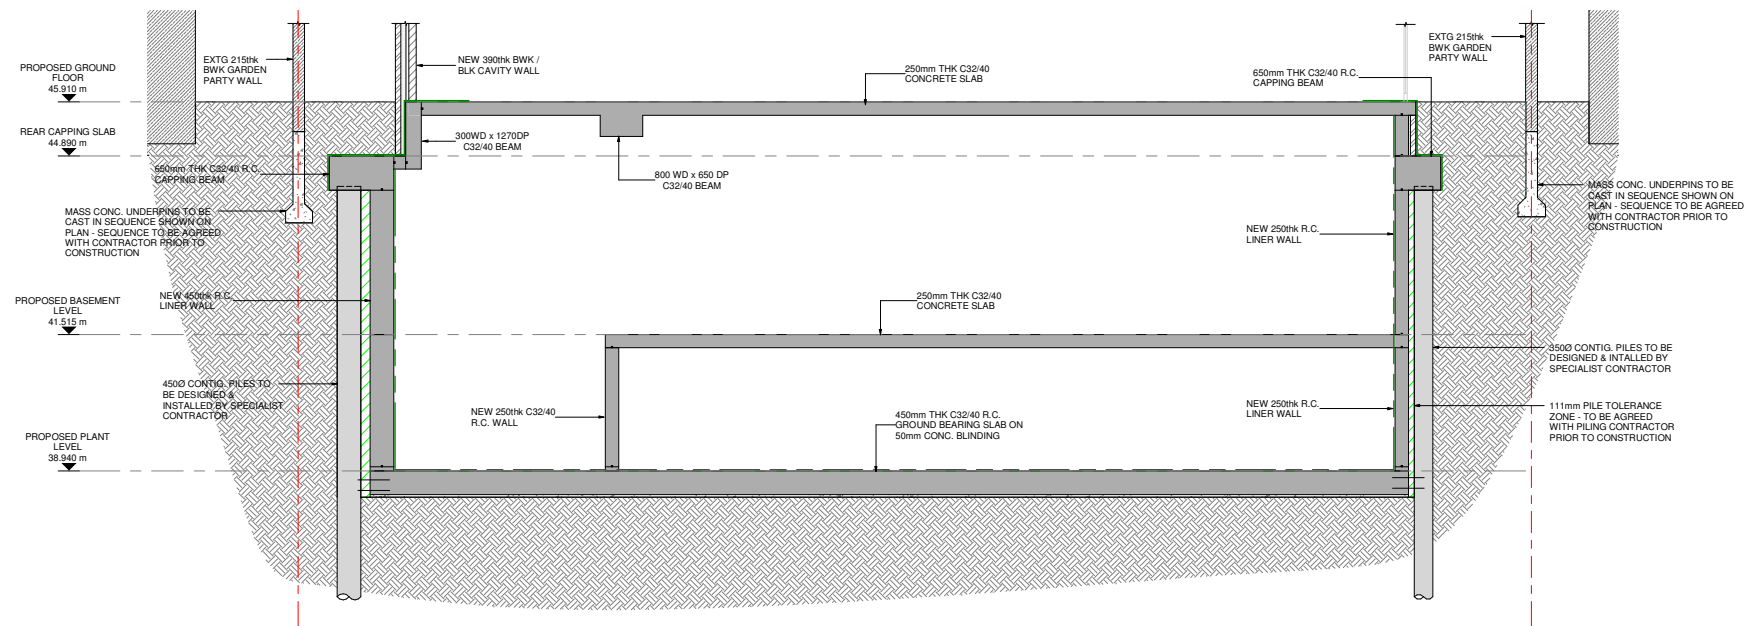 PROPOSED GROUND
FLOOR
45.910 m
REAR CAPPING SLAB
44.890 m
PROPOSED BASEMENT
LEVEL
41.515 m
PROPOSED PLANT
LEVEL
38.940 m
EXTG 215thk
BWK GARDEN
PARTY WALL
NEW 390thk BWK /
BLK CAVITY WALL
300WD x 1270DP
C32/40 BEAM
650mm THK C32/40 R.C.
CAPPING BEAM
MASS CONC. UNDERPINS TO BE
CAST IN SEQUENCE SHOWN ON
PLAN - SEQUENCE TO BE AGREED
WITH CONTRACTOR PRIOR TO
CONSTRUCTION
NEW 450thk R.C.
LINER WALL
450Ø CONTIG. PILES TO
BE DESIGNED &
INSTALLED BY SPECIALIST
CONTRACTOR
800 WD x 650 DP
C32/40 BEAM
250mm THK C32/40
CONCRETE SLAB
250mm THK C32/40
CONCRETE SLAB
NEW 250thk C32/40
R.C. WALL
450mm THK C32/40 R.C.
GROUND BEARING SLAB ON
50mm CONC. BLINDING
650mm THK C32/40 R.C.
CAPPING BEAM
NEW 250thk R.C.
LINER WALL
NEW 250thk R.C.
LINER WALL
EXTG 215thk
BWK GARDEN
PARTY WALL
MASS CONC. UNDERPINS TO BE
CAST IN SEQUENCE SHOWN ON
PLAN - SEQUENCE TO BE AGREED
WITH CONTRACTOR PRIOR TO
CONSTRUCTION
350Ø CONTIG. PILES TO BE
DESIGNED & INTALLED BY
SPECIALIST CONTRACTOR
111mm PILE TOLERANCE
ZONE - TO BE AGREED
WITH PILING CONTRACTOR
PRIOR TO CONSTRUCTION